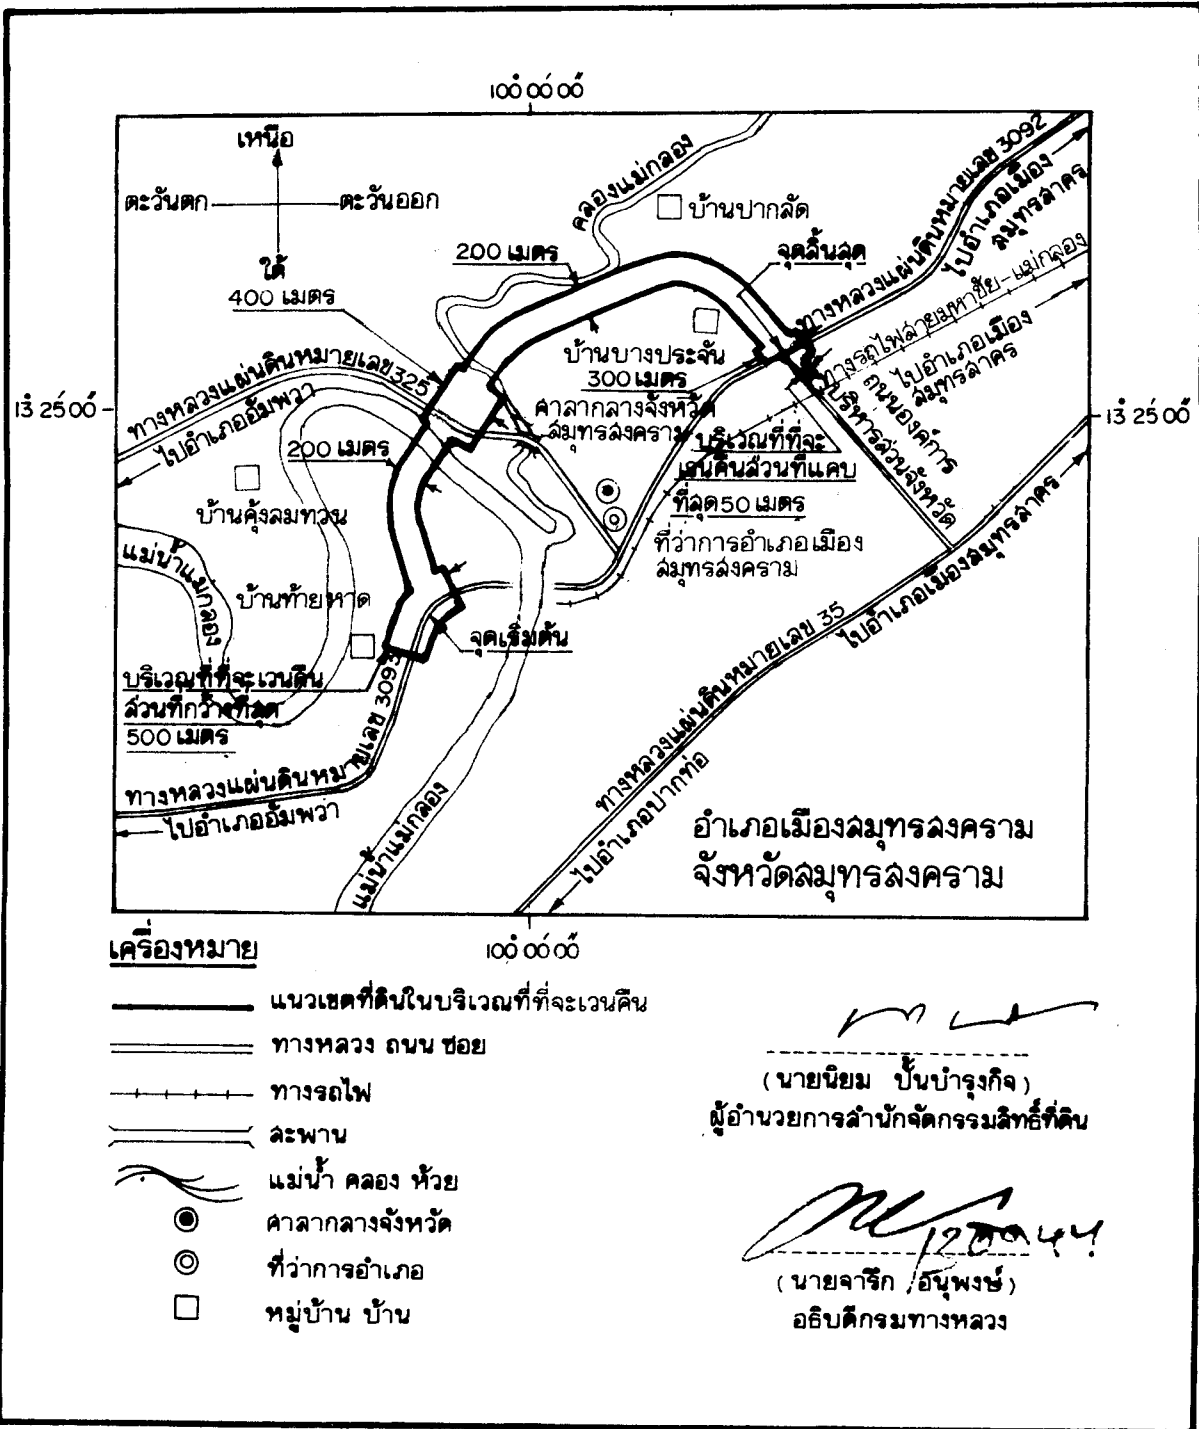 100° 00′ 00″
เหนือ
ตะวันตก
ตะวันออก
ใต้
คลองแม่กลอง
บ้านปากลัด
ทางหลวงแผ่นดินหมายเลข 3092
ไปอำเภอเมือง
สมุทรสาคร
200 เมตร
จุดสิ้นสุด
400 เมตร
ทางรถไฟสายมหาชัย-แม่กลอง
ทางหลวงแผ่นดินหมายเลข 325
ไปอำเภออัมพวา
บ้านบางประจัน
300 เมตร
ไปอำเภอเมือง
สมุทรสาคร
ถนนองค์การ
บริหารส่วนจังหวัด
13° 25′ 00″
13° 25′ 00″
ศาลากลางจังหวัด
สมุทรสงคราม
200 เมตร
บริเวณที่ที่จะ
เวนคืนส่วนที่แคบ
ที่สุด 50 เมตร
บ้านคุ้งลมทวน
ที่ว่าการอำเภอเมือง
สมุทรสงคราม
แม่น้ำแม่กลอง
บ้านท้ายหาด
จุดเริ่มต้น
บริเวณที่ที่จะเวนคืน
ส่วนที่กว้างที่สุด
500 เมตร
ทางหลวงแผ่นดินหมายเลข 3093
ไปอำเภออัมพวา
แม่น้ำแม่กลอง
ทางหลวงแผ่นดินหมายเลข 35
ไปอำเภอเมืองสมุทรสาคร
ไปอำเภอปากท่อ
อำเภอเมืองสมุทรสงคราม
จังหวัดสมุทรสงคราม
100° 00′ 00″
เครื่องหมาย
แนวเขตที่ดินในบริเวณที่ที่จะเวนคืน
ทางหลวง ถนน ซอย
ทางรถไฟ
สะพาน
แม่น้ำ คลอง ห้วย
ศาลากลางจังหวัด
ที่ว่าการอำเภอ
หมู่บ้าน บ้าน
(นายนิยม ปั้นบำรุงกิจ)
ผู้อำนวยการสำนักจัดกรรมสิทธิ์ที่ดิน
(นายจารึก อนุพงษ์)
อธิบดีกรมทางหลวง